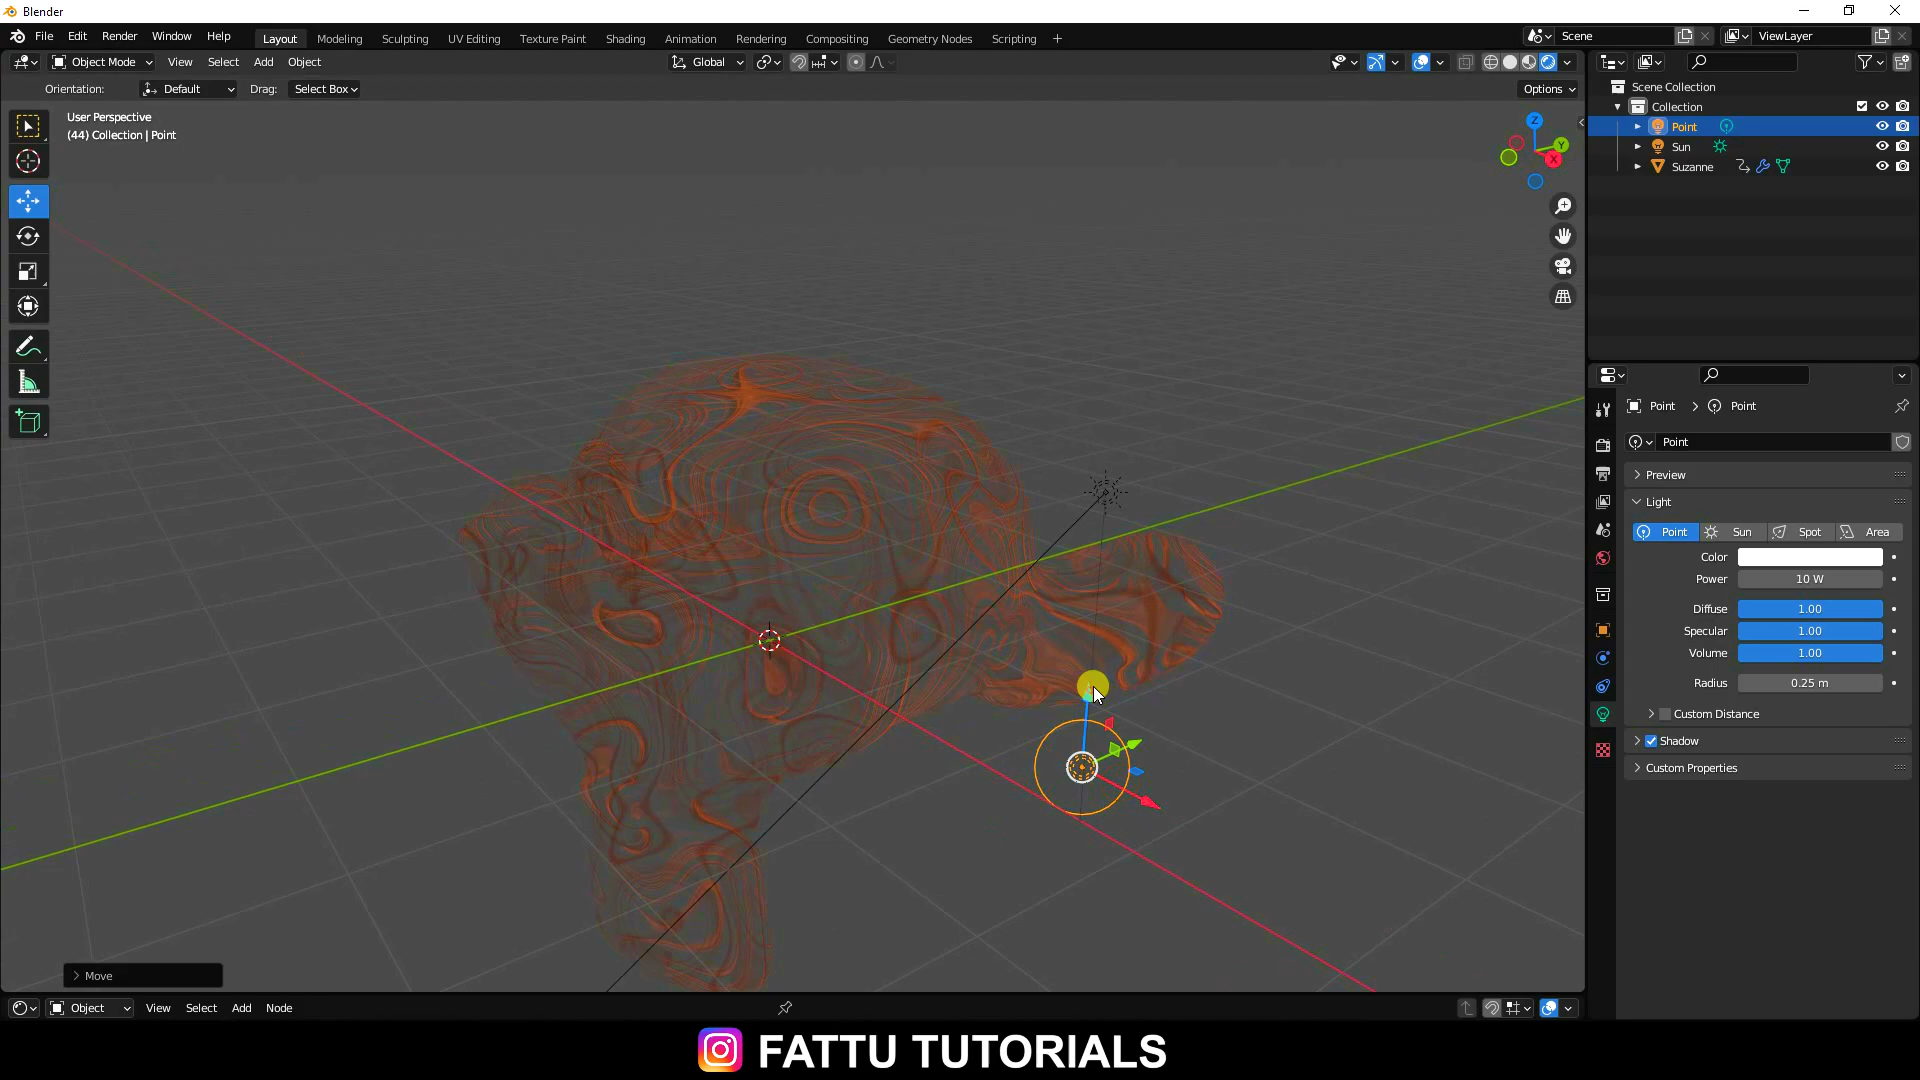 Blender
File Edit Render Window Help
Layout Modeling Sculpting UV Editing Texture Paint Shading Animation Rendering Compositing Geometry Nodes Scripting +
Scene
ViewLayer
Object Mode View Select Add Object
Global
Orientation: Default Drag: Select Box
Options
User Perspective
(44) Collection | Point
Z
Y
X
Scene Collection
Collection
Point
Sun
Suzanne
Point > Point
Point
Preview
Light
Point Sun Spot Area
Color
Power 10 W
Diffuse 1.00
Specular 1.00
Volume 1.00
Radius 0.25 m
Custom Distance
Shadow
Custom Properties
Move
Object View Select Add Node
FATTU TUTORIALS